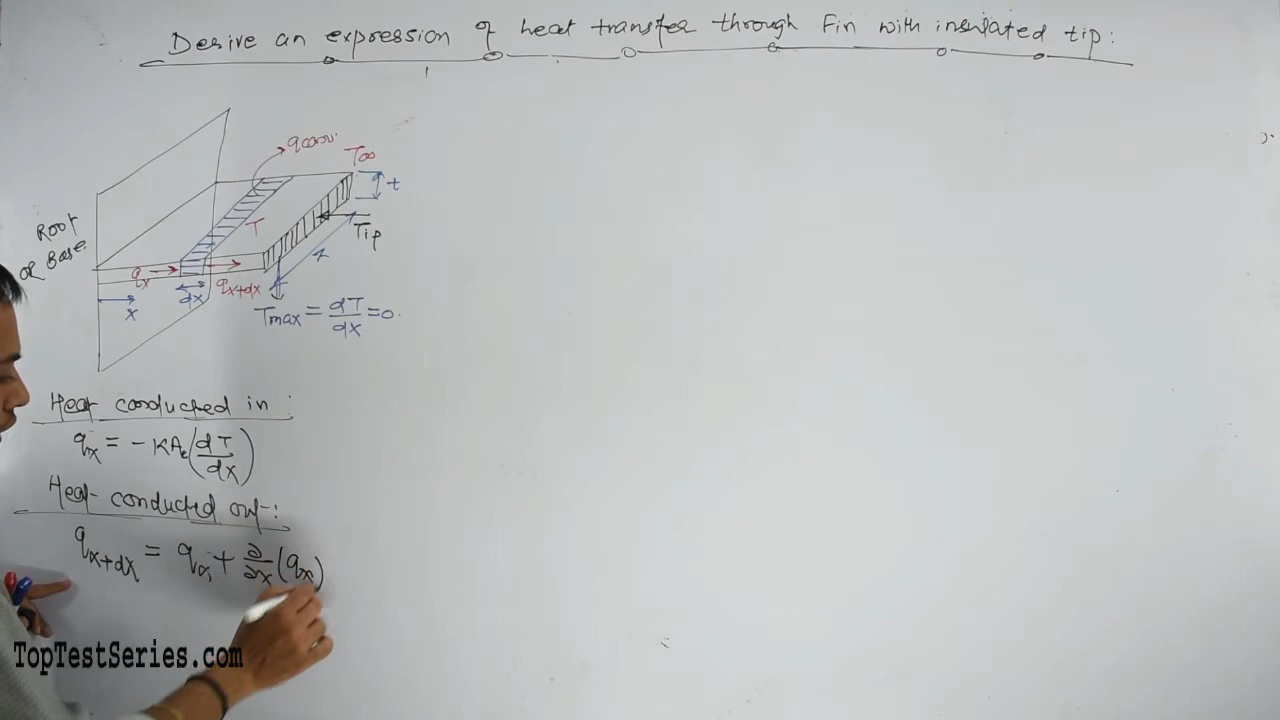 Derive an expression of heat transfer through Fin with insulated tip:
qconv.
T∞
t
Root
or Base.
T
Tip
qx
dx
qx+dx
x
Tmax = dT/dx = 0.
Heat conducted in :
qx = - KAc(dT/dx)
Heat conducted out:
qx+dx = qx + ∂/∂x (qx)
TopTestSeries.com